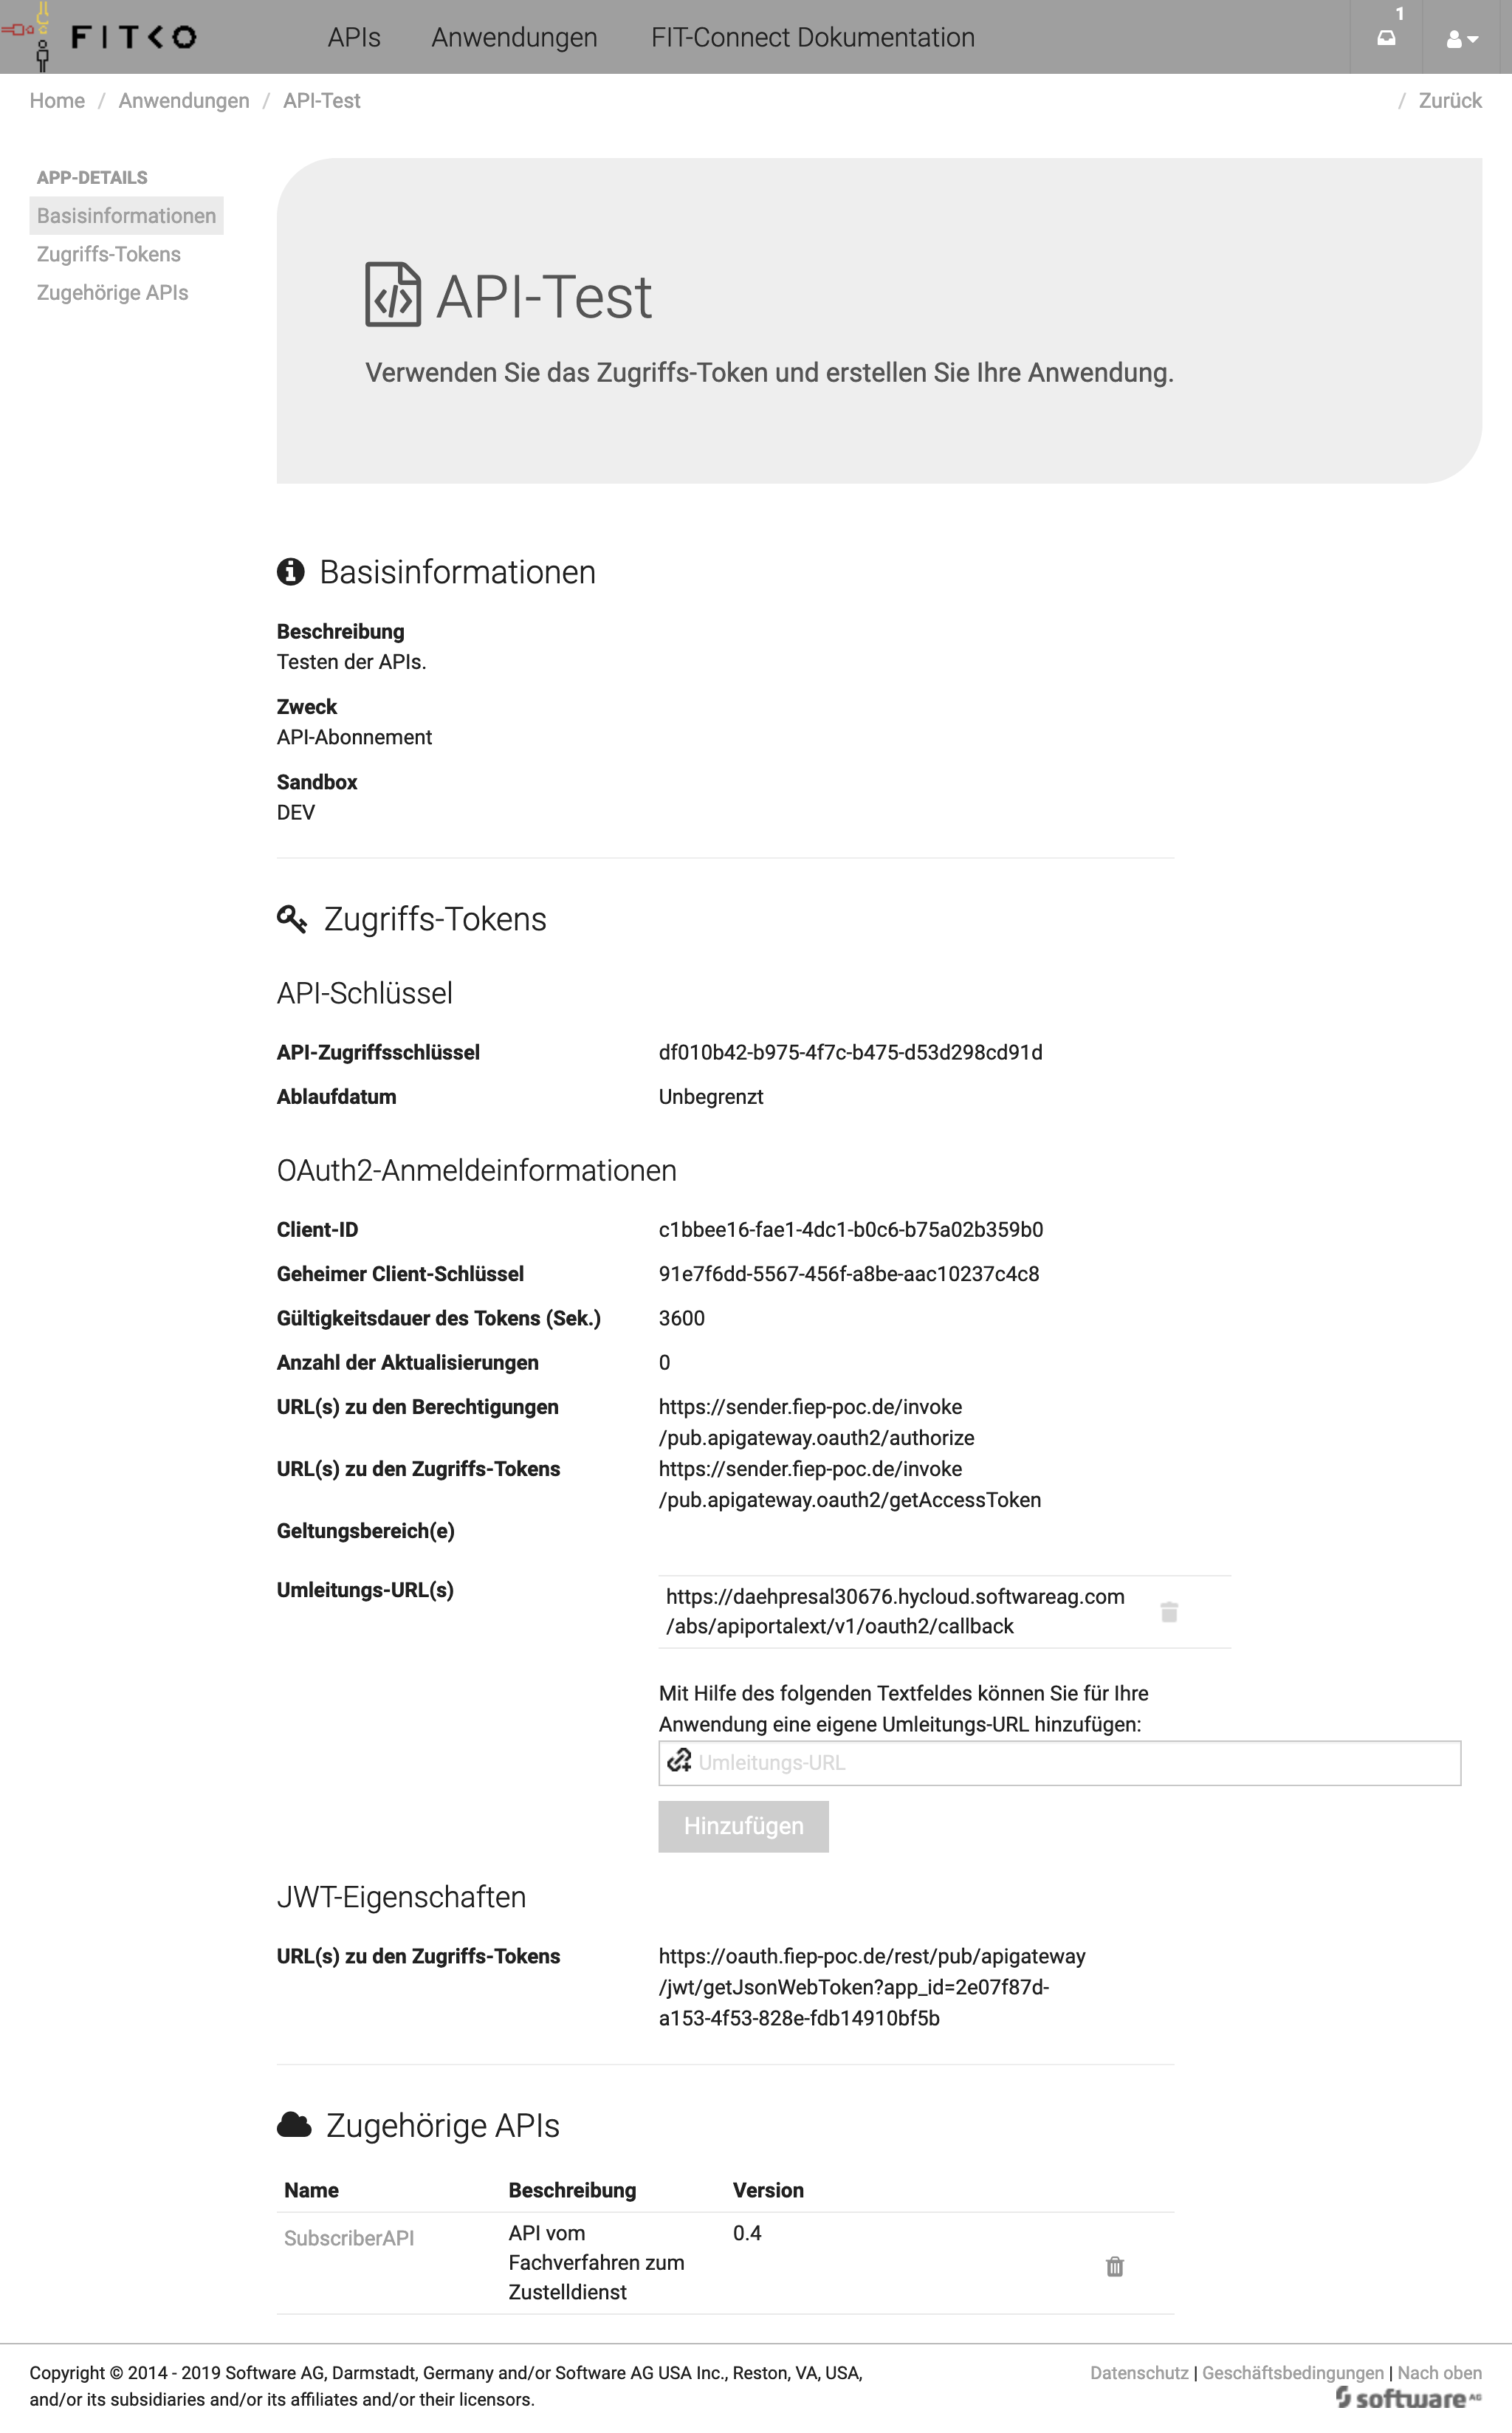 FITKO
APIs Anwendungen FIT-Connect Dokumentation 1
Home / Anwendungen / API-Test / Zurück
APP-DETAILS
Basisinformationen
Zugriffs-Tokens
Zugehörige APIs
API-Test
Verwenden Sie das Zugriffs-Token und erstellen Sie Ihre Anwendung.
Basisinformationen
Beschreibung
Testen der APIs.
Zweck
API-Abonnement
Sandbox
DEV
Zugriffs-Tokens
API-Schlüssel
API-Zugriffsschlüssel df010b42-b975-4f7c-b475-d53d298cd91d
Ablaufdatum Unbegrenzt
OAuth2-Anmeldeinformationen
Client-ID c1bbee16-fae1-4dc1-b0c6-b75a02b359b0
Geheimer Client-Schlüssel 91e7f6dd-5567-456f-a8be-aac10237c4c8
Gültigkeitsdauer des Tokens (Sek.) 3600
Anzahl der Aktualisierungen 0
URL(s) zu den Berechtigungen https://sender.fiep-poc.de/invoke
/pub.apigateway.oauth2/authorize
URL(s) zu den Zugriffs-Tokens https://sender.fiep-poc.de/invoke
/pub.apigateway.oauth2/getAccessToken
Geltungsbereich(e)
Umleitungs-URL(s) https://daehpresal30676.hycloud.softwareag.com
/abs/apiportalext/v1/oauth2/callback
Mit Hilfe des folgenden Textfeldes können Sie für Ihre
Anwendung eine eigene Umleitungs-URL hinzufügen:
Umleitungs-URL
Hinzufügen
JWT-Eigenschaften
URL(s) zu den Zugriffs-Tokens https://oauth.fiep-poc.de/rest/pub/apigateway
/jwt/getJsonWebToken?app_id=2e07f87d-
a153-4f53-828e-fdb14910bf5b
Zugehörige APIs
Name Beschreibung Version
SubscriberAPI API vom 0.4
Fachverfahren zum
Zustelldienst
Copyright © 2014 - 2019 Software AG, Darmstadt, Germany and/or Software AG USA Inc., Reston, VA, USA,
and/or its subsidiaries and/or its affiliates and/or their licensors.
Datenschutz | Geschäftsbedingungen | Nach oben
software AG